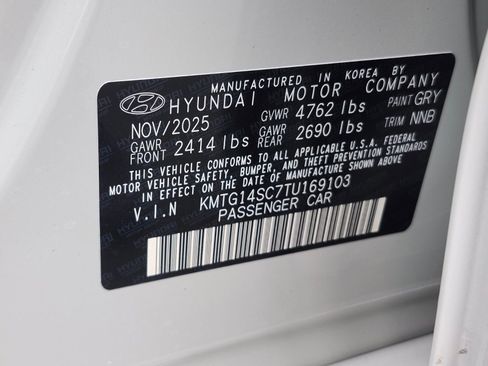 MANUFACTURED IN KOREA BY
HYUNDAI MOTOR COMPANY
NOV/2025 GVWR 4762 lbs PAINT GRY
GAWR FRONT 2414 lbs GAWR REAR 2690 lbs TRIM NNB
THIS VEHICLE CONFORMS TO ALL APPLICABLE U.S.A. FEDERAL
MOTOR VEHICLE SAFETY, BUMPER, AND THEFT PREVENTION STANDARDS
IN EFFECT ON THE DATE OF MANUFACTURE SHOWN ABOVE.
V.I.N KMTG14SC7TU169103
PASSENGER CAR